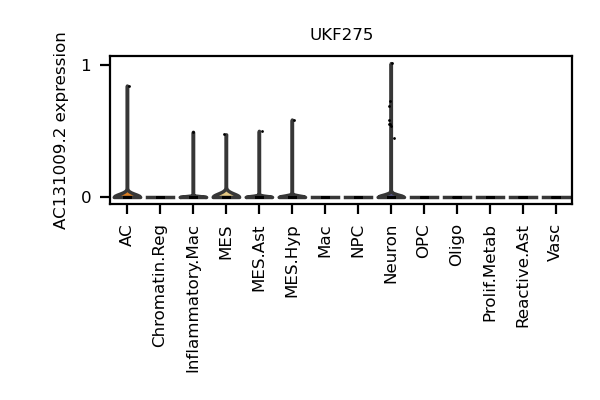 UKF275
AC131009.2 expression
1
0
AC
Chromatin.Reg
Inflammatory.Mac
MES
MES.Ast
MES.Hyp
Mac
NPC
Neuron
OPC
Oligo
Prolif.Metab
Reactive.Ast
Vasc